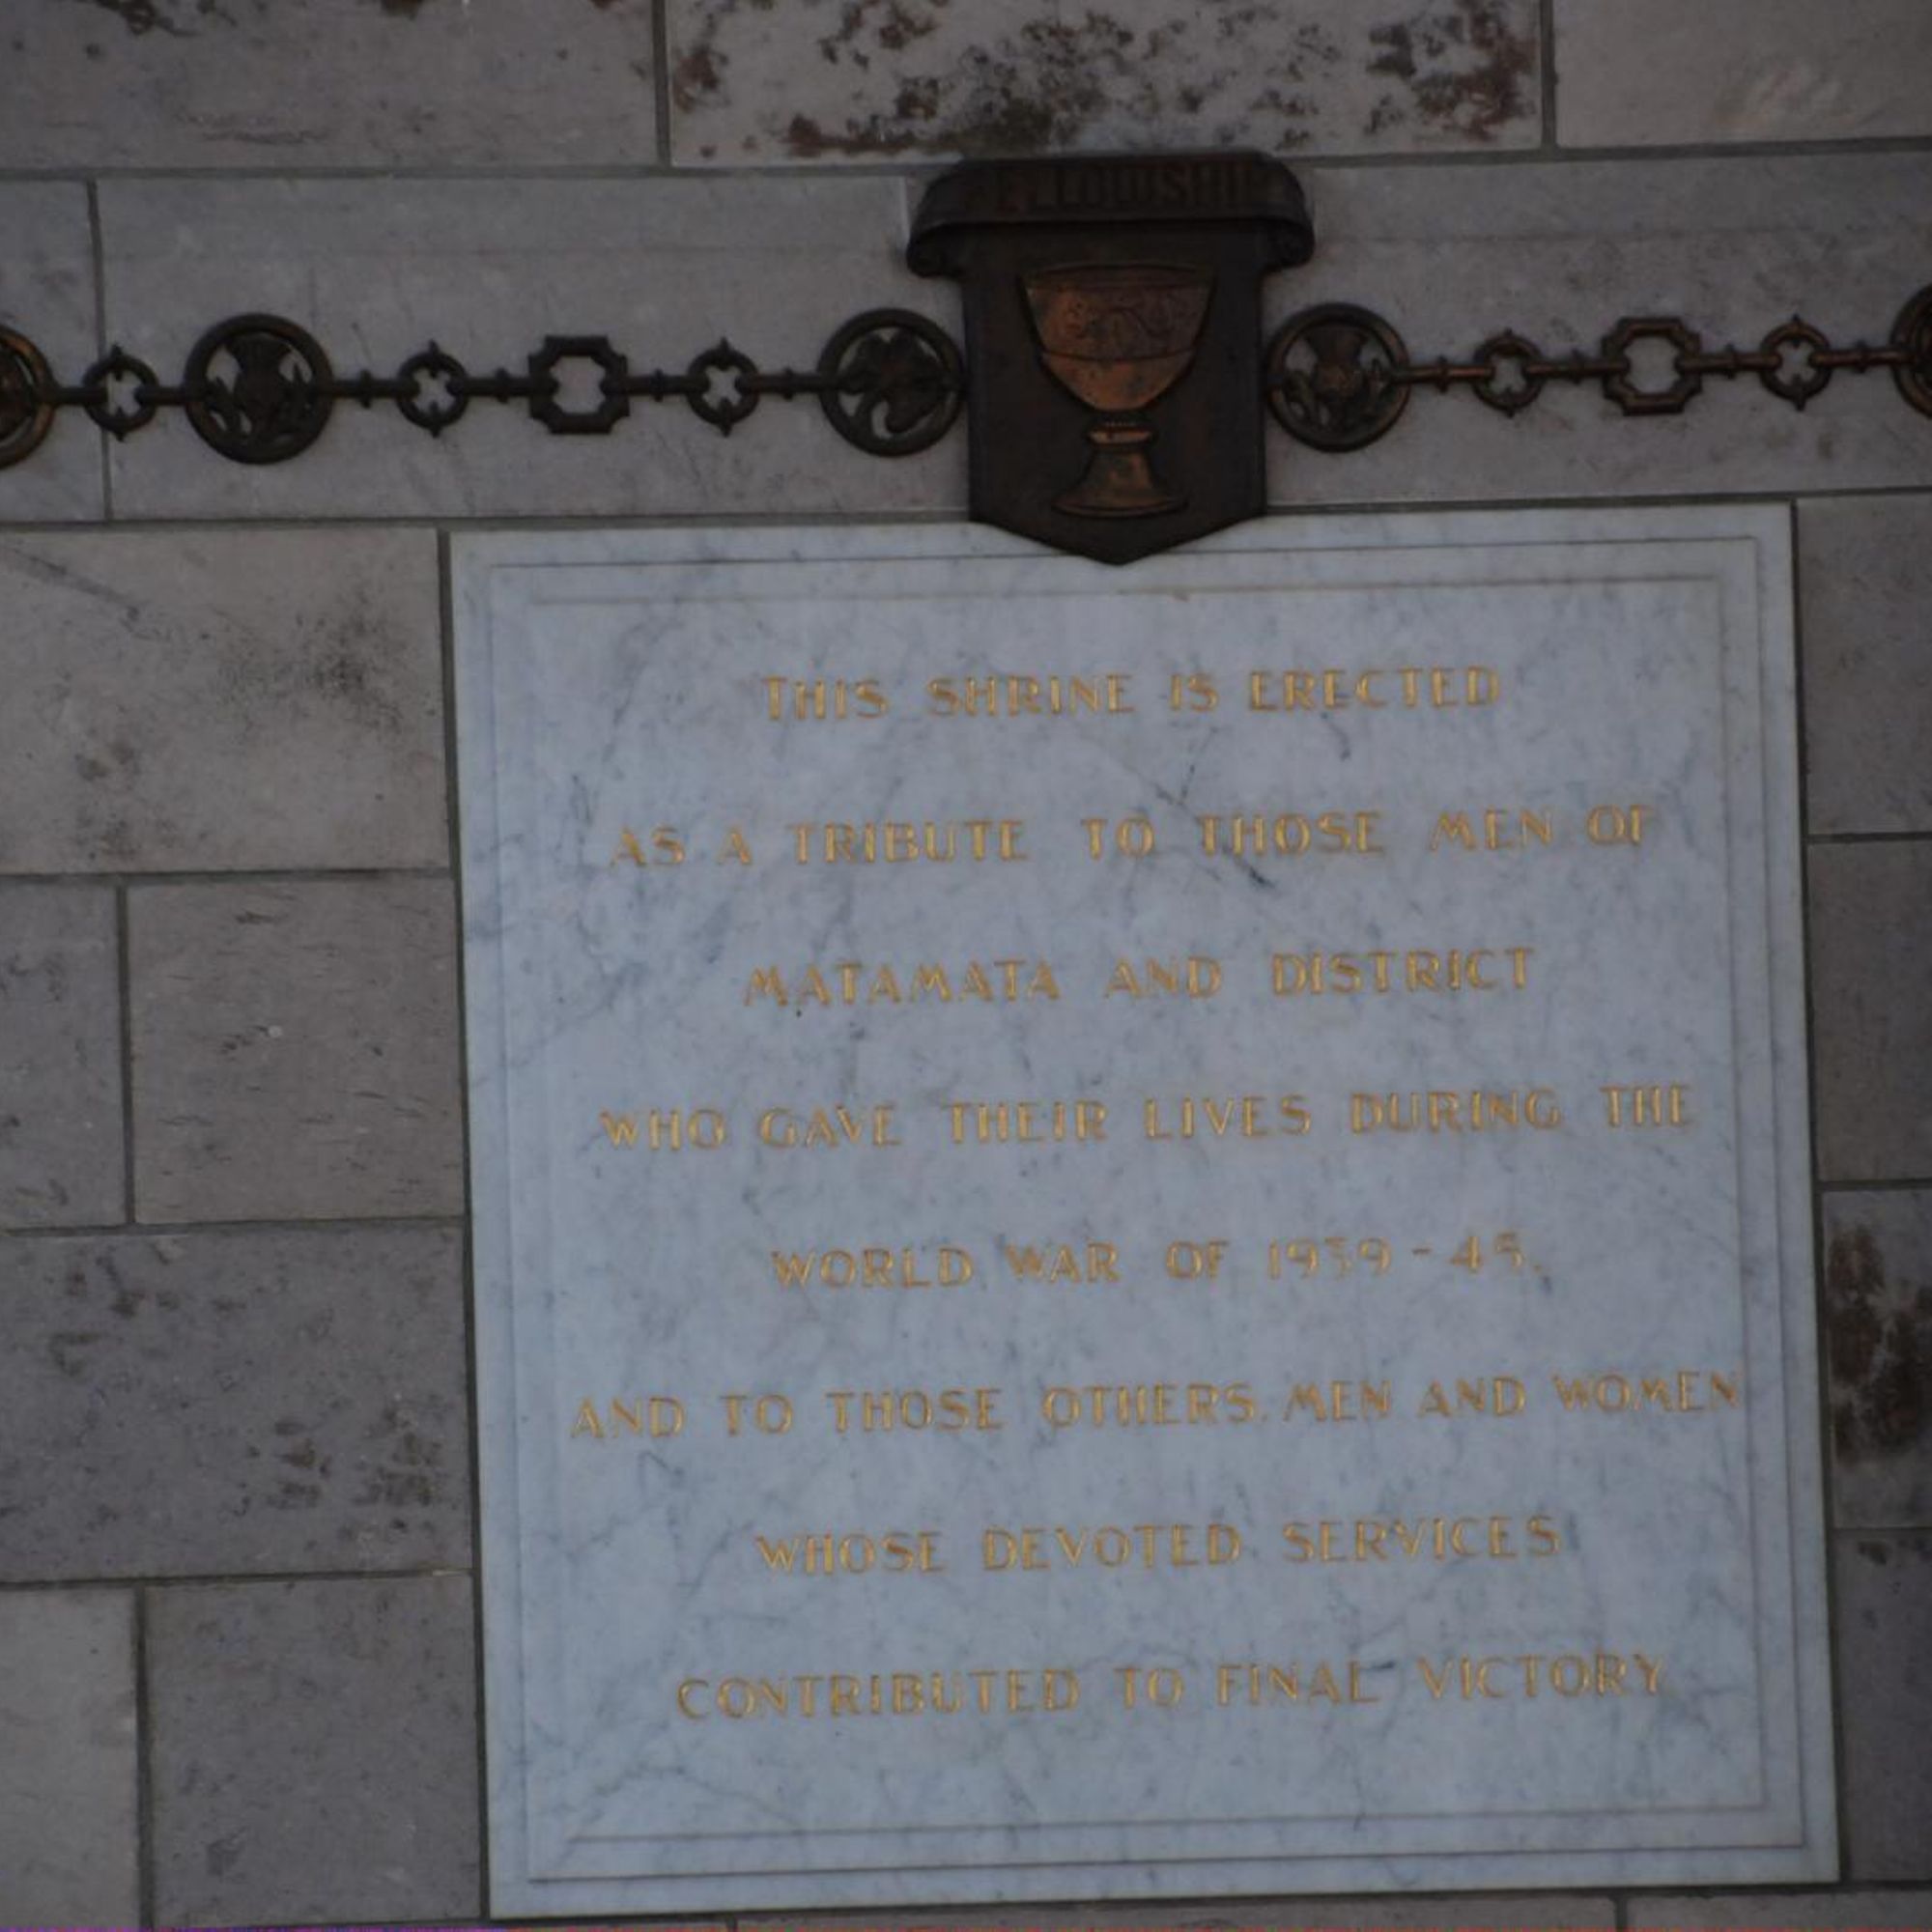 FELLOWSHIP
THIS SHRINE IS ERECTED
AS A TRIBUTE TO THOSE MEN OF
MATAMATA AND DISTRICT
WHO GAVE THEIR LIVES DURING THE
WORLD WAR OF 1939-45.
AND TO THOSE OTHERS, MEN AND WOMEN
WHOSE DEVOTED SERVICES
CONTRIBUTED TO FINAL VICTORY